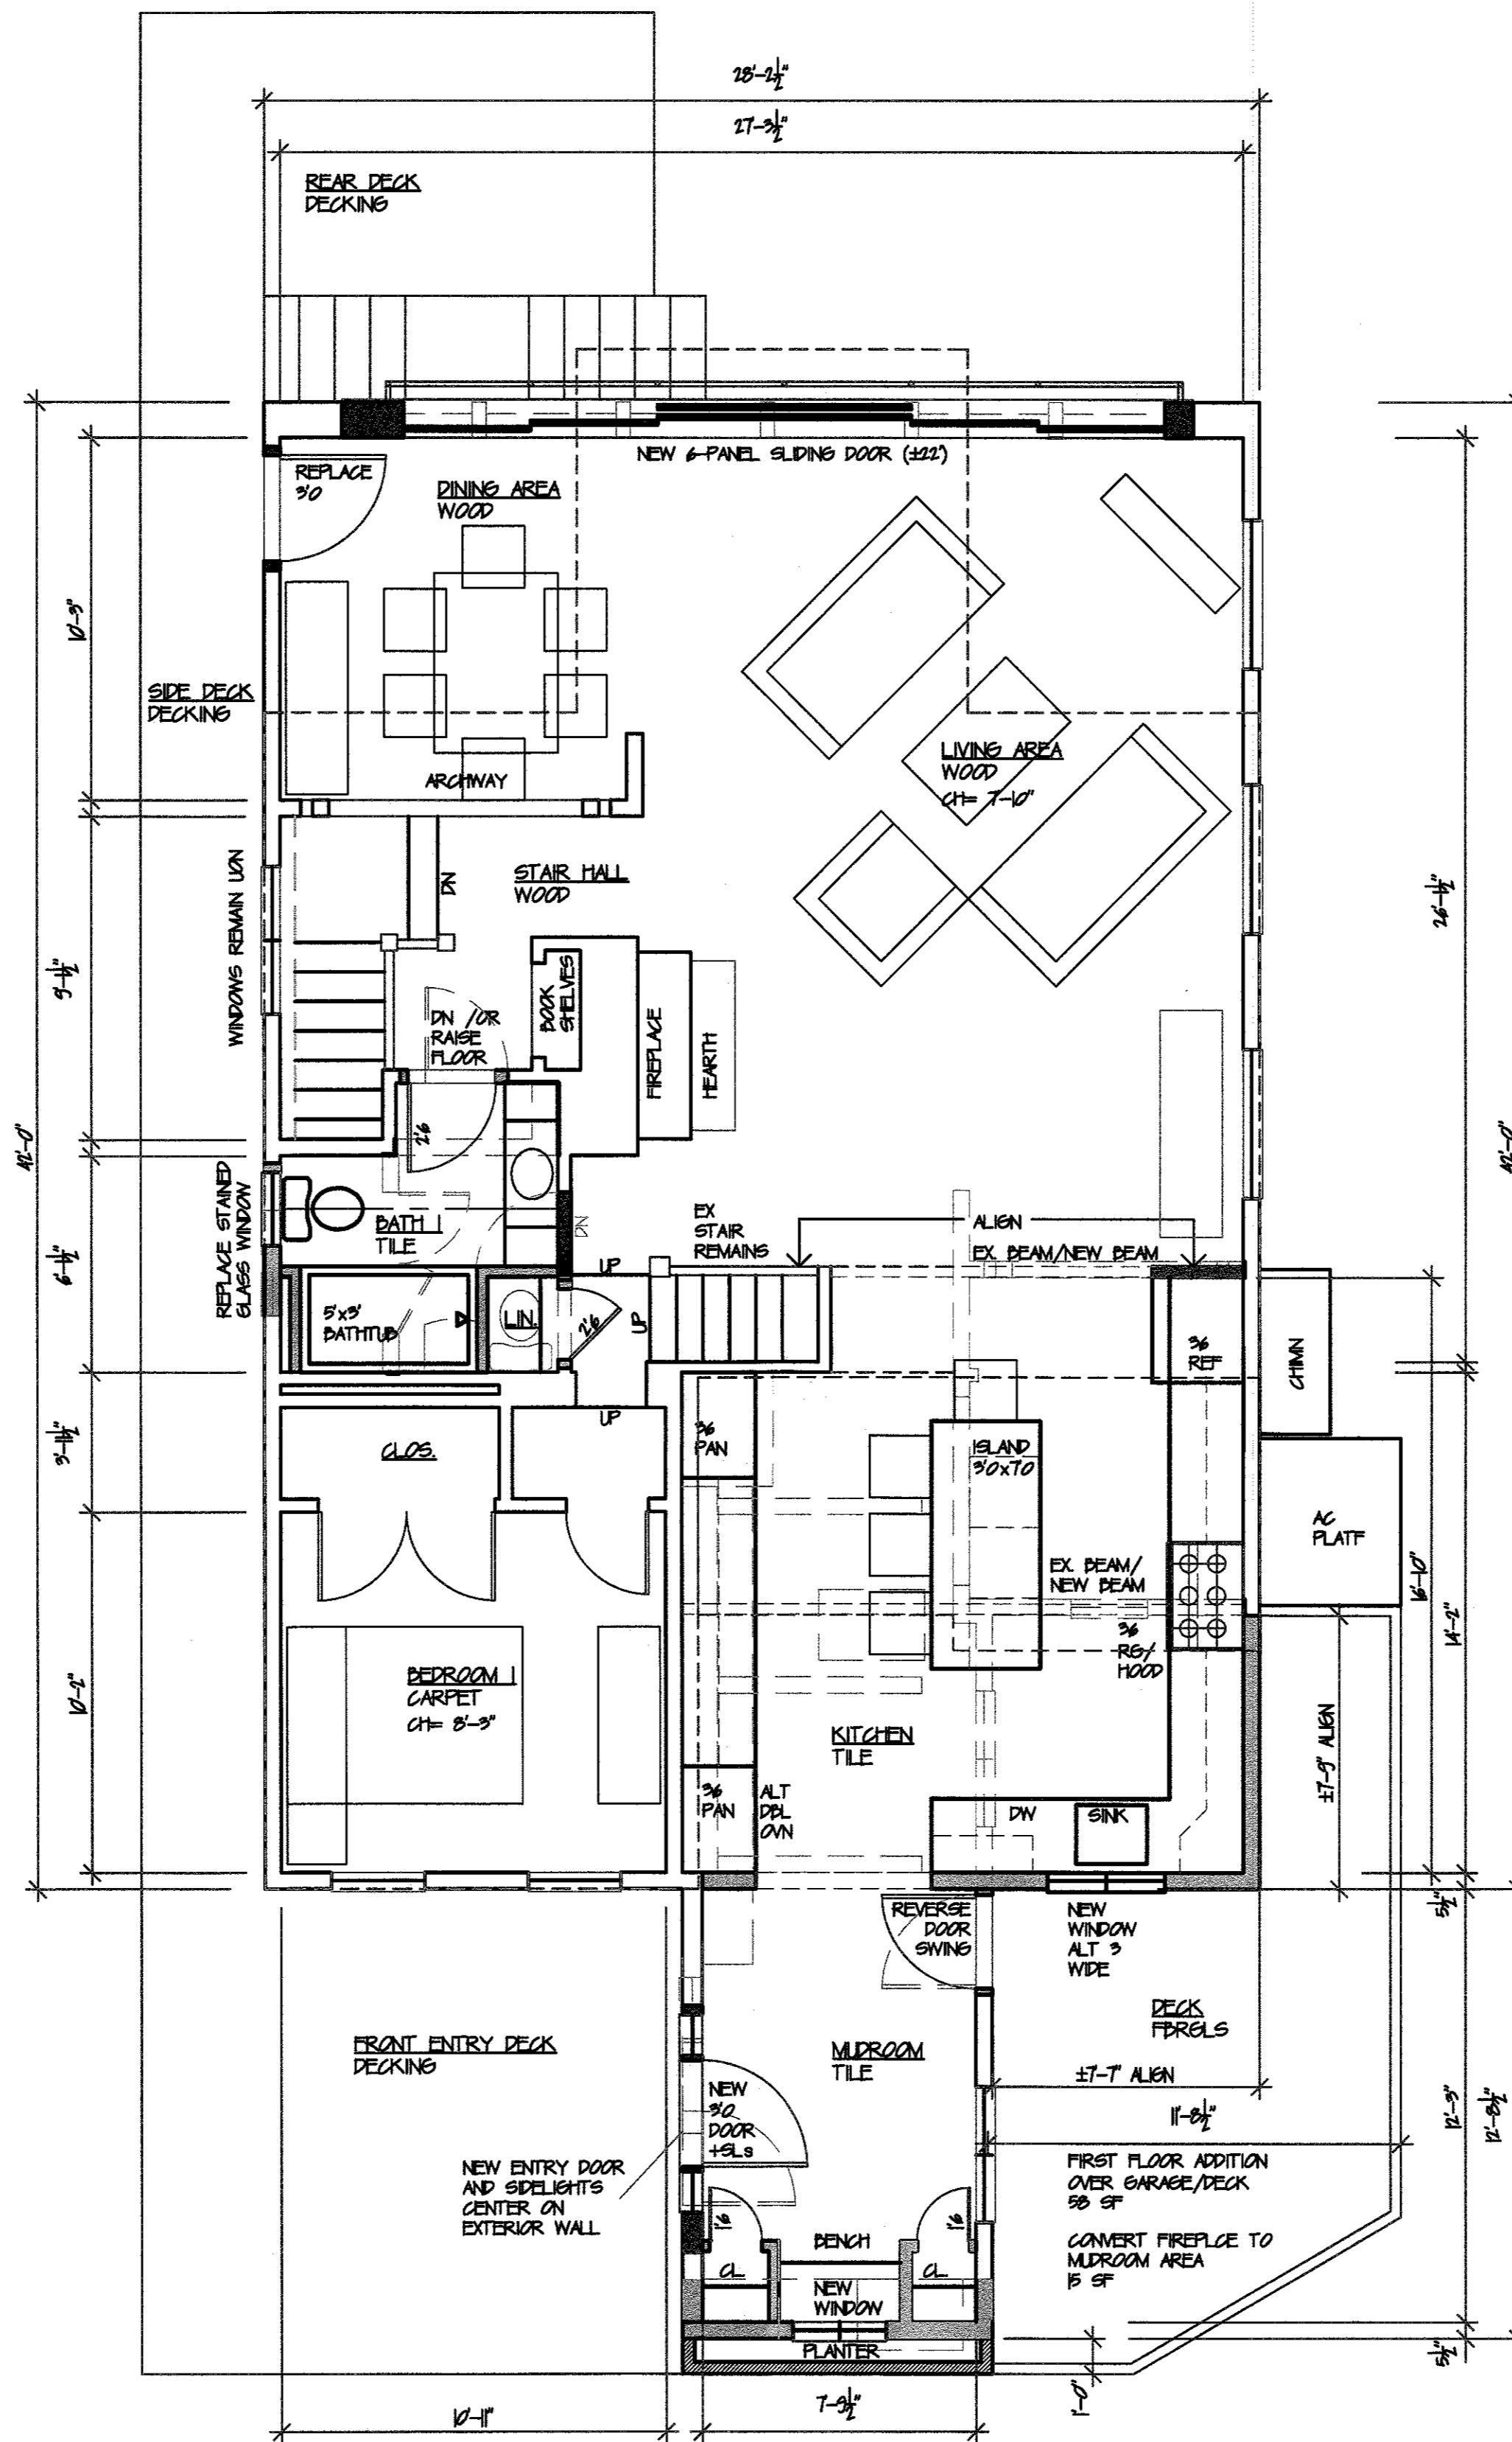 28'-2½"
27'-3½"
REAR DECK
DECKING
NEW 6-PANEL SLIDING DOOR (±22')
REPLACE
3'0
DINING AREA
WOOD
10'-3"
SIDE DECK
DECKING
ARCHWAY
LIVING AREA
WOOD
CH= 7'-10"
WINDOWS REMAIN UON
DN
STAIR HALL
WOOD
26'-1½"
BOOK
SHELVES
DN /OR
RAISE
FLOOR
FIREPLACE
HEARTH
42'-0"
42'-0"
2'6
REPLACE STAINED
GLASS WINDOW
BATH 1
TILE
DN
EX
STAIR
REMAINS
ALIGN
EX. BEAM/NEW BEAM
UP
5'x3'
BATHTUB
LIN.
2'6
UP
36
REF
CHIMN
UP
CLOS.
36
PAN
ISLAND
3'0x7'0
AC
PLATF
EX. BEAM/
NEW BEAM
16'-10"
14'-2"
36
RG/
HOOD
BEDROOM 1
CARPET
CH= 8'-3"
10'-2"
KITCHEN
TILE
±7'-9" ALIGN
36
PAN
ALT
DBL
OVN
DW
SINK
5½"
REVERSE
DOOR
SWING
NEW
WINDOW
ALT 3
WIDE
DECK
FBRGLS
FRONT ENTRY DECK
DECKING
MUDROOM
TILE
±7'-7" ALIGN
NEW
3'0
DOOR
+SLs
11'-8½"
12'-3"
12'-8½"
NEW ENTRY DOOR
AND SIDELIGHTS
CENTER ON
EXTERIOR WALL
FIRST FLOOR ADDITION
OVER GARAGE/DECK
58 SF
1'6
1'6
BENCH
CONVERT FIREPLCE TO
MUDROOM AREA
15 SF
CL.
CL.
NEW
WINDOW
PLANTER
5½"
1'-0"
10'-11"